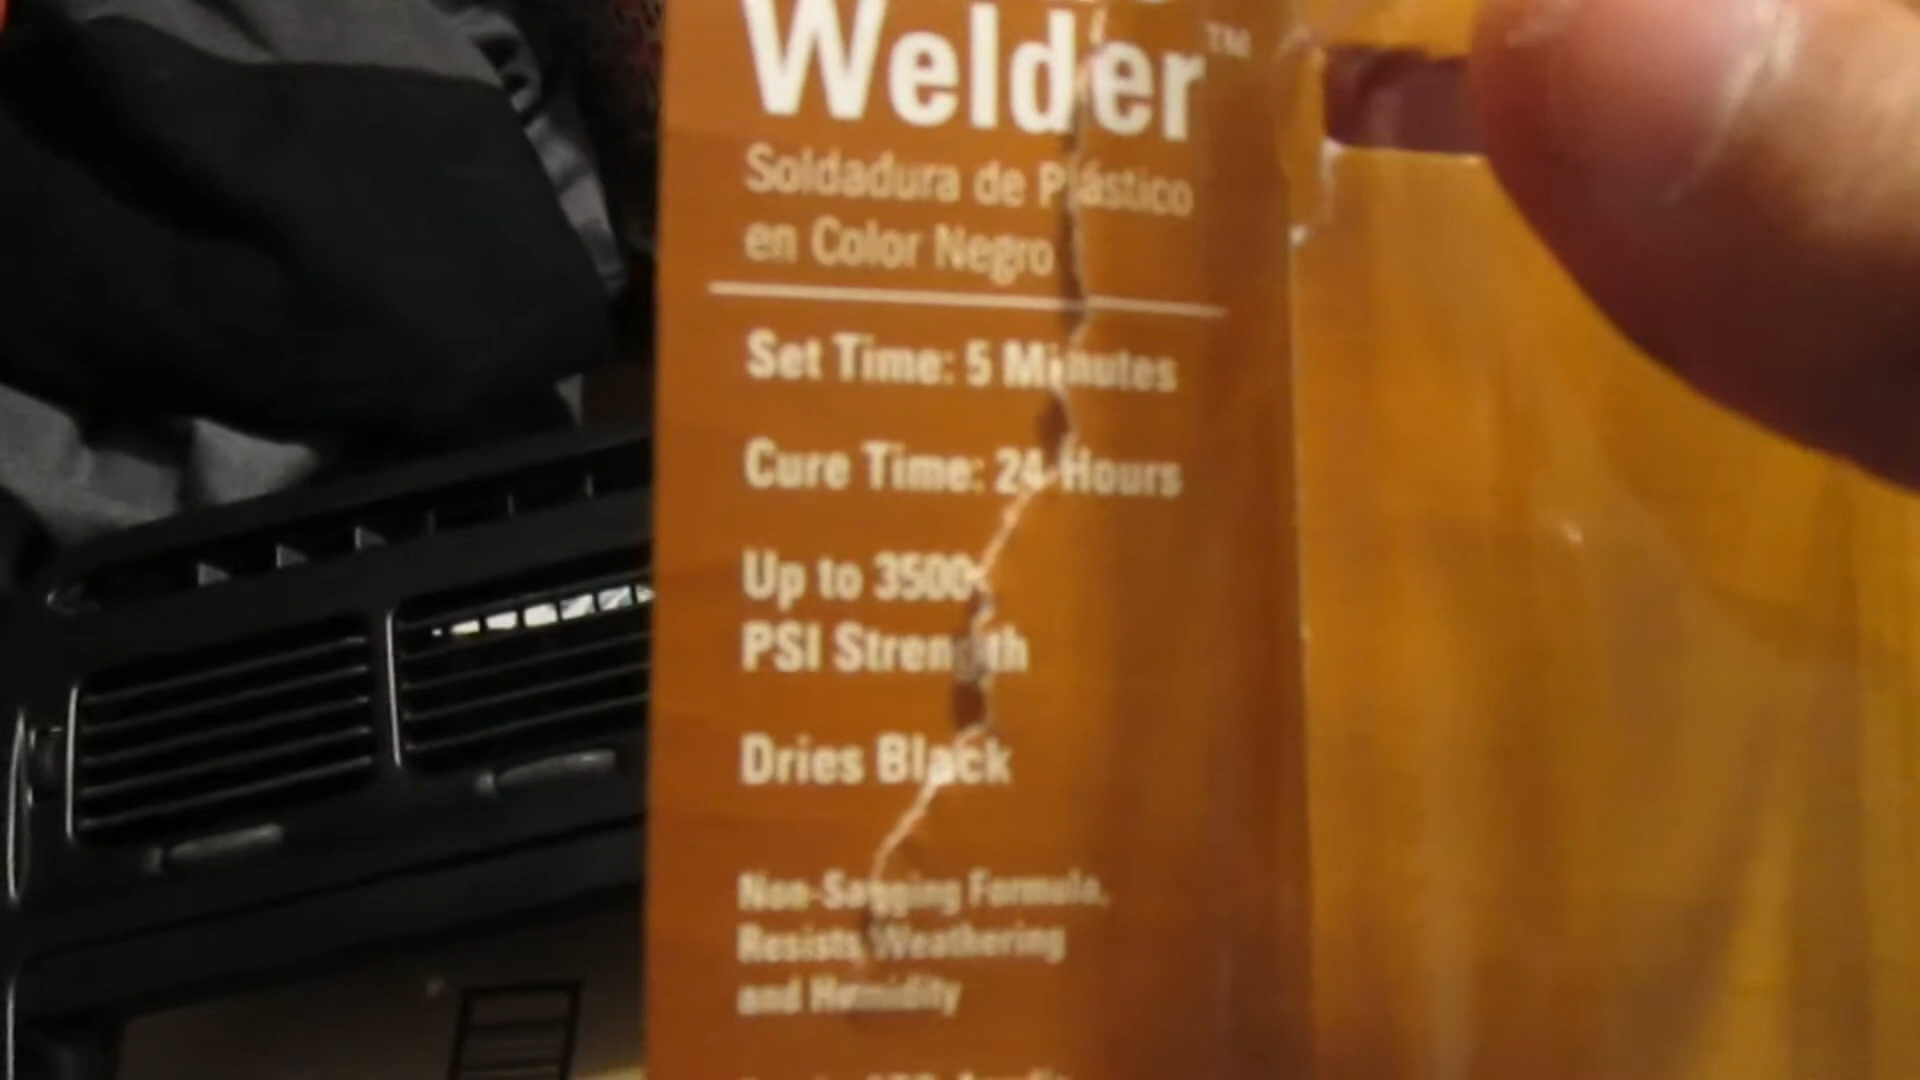 Welder™
Soldadura de Plástico
en Color Negro
Set Time: 5 Minutes
Cure Time: 24 Hours
Up to 3500
PSI Strength
Dries Black
Non-Sagging Formula,
Resists Weathering
and Humidity